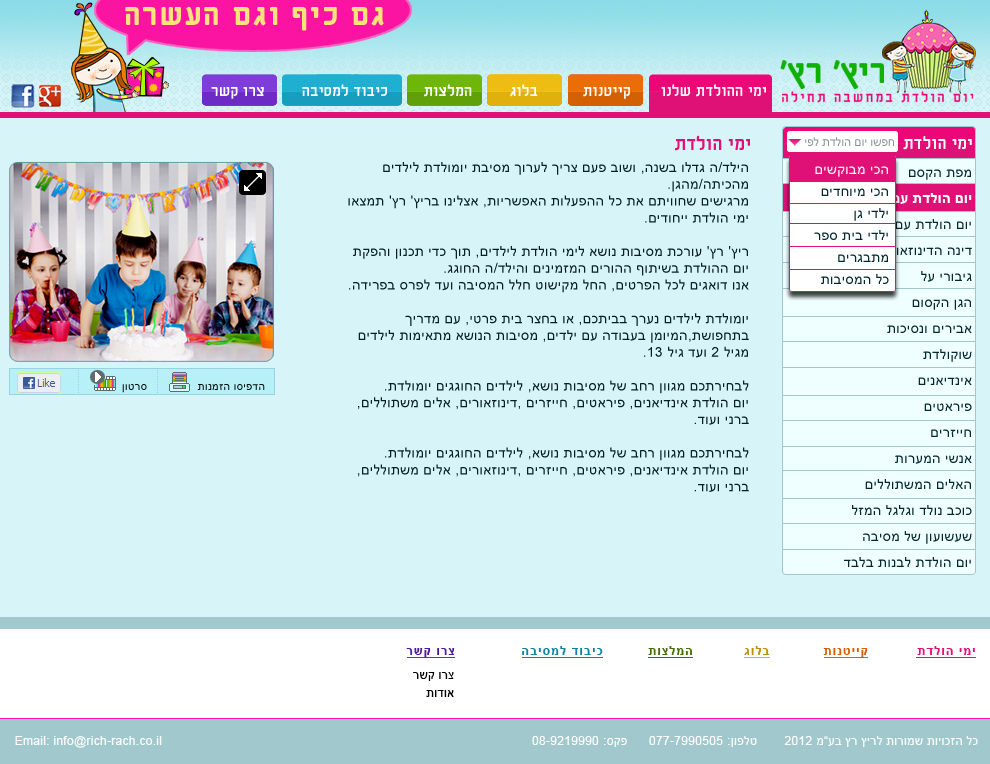 גם כיף וגם העשרה
ריץ' רץ'
יום הולדת במחשבה תחילה
ימי ההולדת שלנו
קייטנות
בלוג
המלצות
כיבוד למסיבה
צרו קשר
ימי הולדת
חפשו יום הולדת לפי
הכי מבוקשים
הכי מיוחדים
ילדי גן
ילדי בית ספר
מתבגרים
כל המסיבות
מפת הקסם
יום הולדת עם
יום הולדת עם
דינה הדינוזאו
גיבורי על
הגן הקסום
אבירים ונסיכות
שוקולדת
אינדיאנים
פיראטים
חייזרים
אנשי המערות
האלים המשתוללים
כוכב נולד וגלגל המזל
שעשועון של מסיבה
יום הולדת לבנות בלבד
ימי הולדת
הילד/ה גדלו בשנה, ושוב פעם צריך לערוך מסיבת יומולדת לילדים
מהכיתה/מהגן.
מרגישים שחוויתם את כל ההפעלות האפשריות, אצלינו בריץ' רץ' תמצאו
ימי הולדת ייחודים.
ריץ' רץ' עורכת מסיבות נושא לימי הולדת לילדים, תוך כדי תכנון והפקת
יום ההולדת בשיתוף ההורים המזמינים והילד/ה החוגג.
אנו דואגים לכל הפרטים, החל מקישוט חלל המסיבה ועד לפרס בפרידה.
יומולדת לילדים נערך בביתכם, או בחצר בית פרטי, עם מדריך
בתחפושת,המיומן בעבודה עם ילדים, מסיבות הנושא מתאימות לילדים
מגיל 2 ועד גיל 13.
לבחירתכם מגוון רחב של מסיבות נושא, לילדים החוגגים יומולדת.
יום הולדת אינדיאנים, פיראטים, חייזרים ,דינוזאורים, אלים משתוללים,
ברני ועוד.
לבחירתכם מגוון רחב של מסיבות נושא, לילדים החוגגים יומולדת.
יום הולדת אינדיאנים, פיראטים, חייזרים ,דינוזאורים, אלים משתוללים,
ברני ועוד.
הדפיסו הזמנות
סרטון
Like
ימי הולדת
קייטנות
בלוג
המלצות
כיבוד למסיבה
צרו קשר
צרו קשר
אודות
כל הזכויות שמורות לריץ רץ בע"מ 2012
טלפון: 077-7990505
פקס: 08-9219990
Email: info@rich-rach.co.il